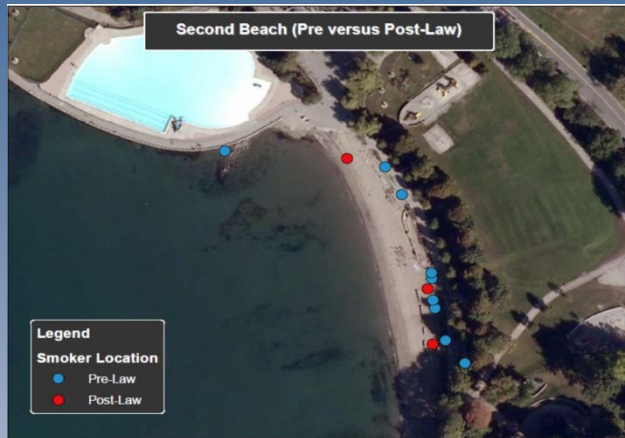 Second Beach (Pre versus Post-Law)
Legend
Smoker Location
Pre-Law
Post-Law